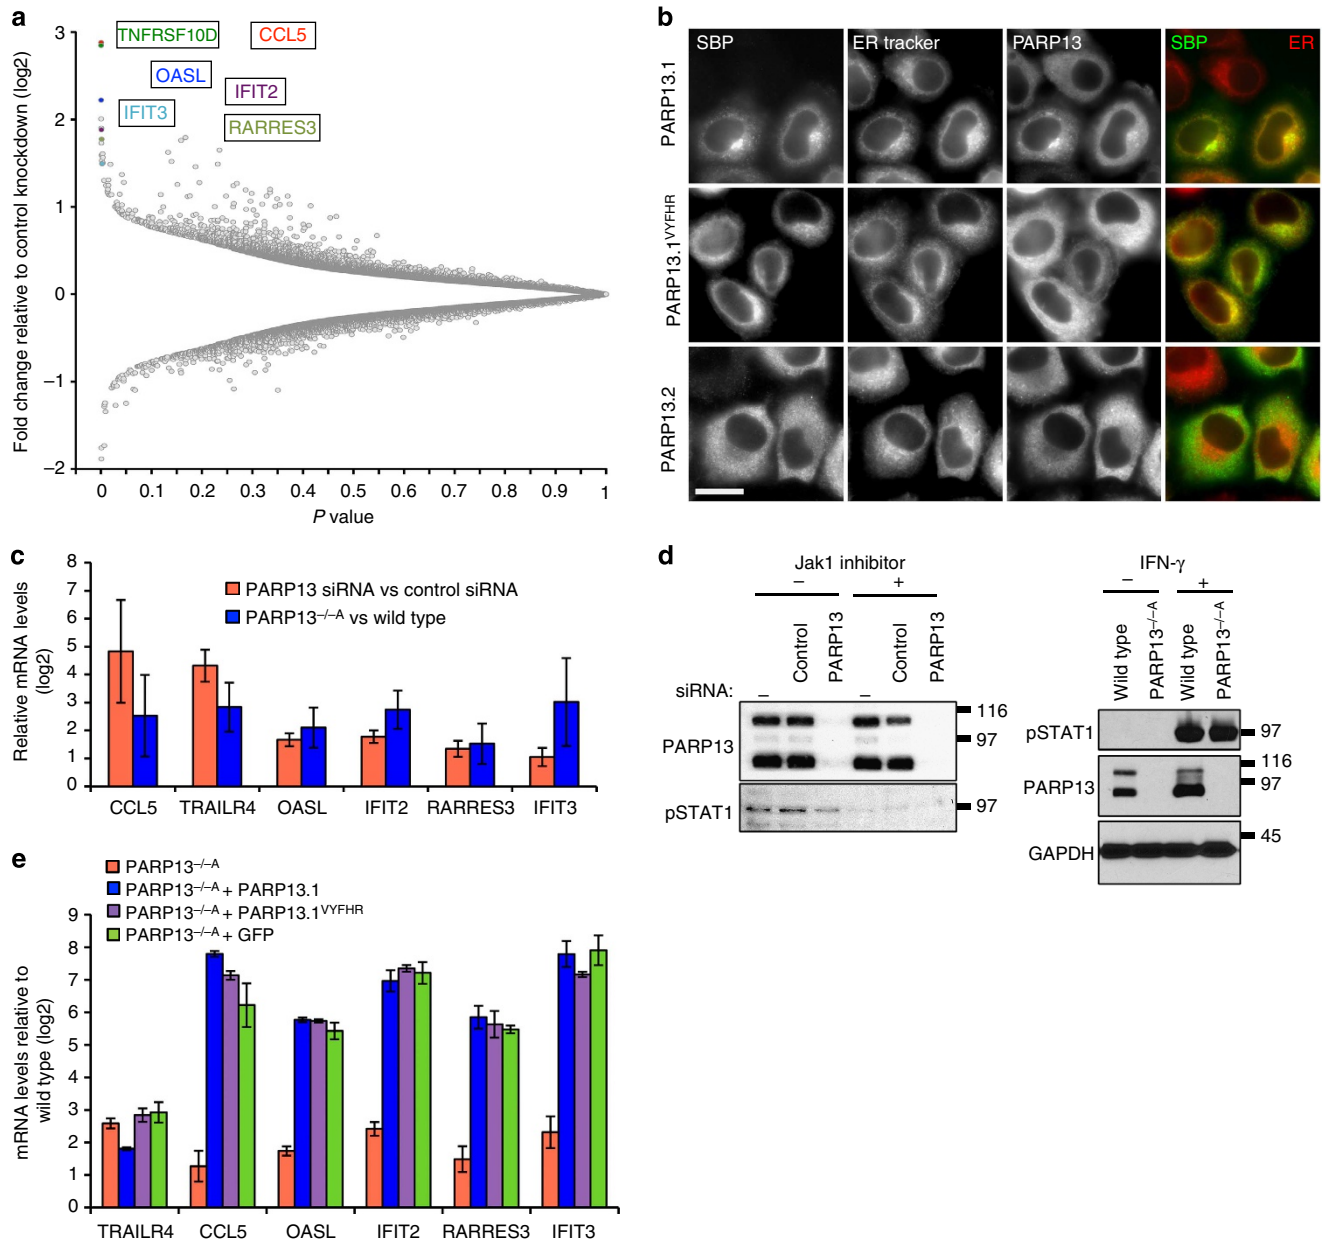 a
TNFRSF10D
CCL5
OASL
IFIT2
IFIT3
RARRES3
Fold change relative to control knockdown (log2)
3
2
1
0
–1
–2
0 0.1 0.2 0.3 0.4 0.5 0.6 0.7 0.8 0.9 1
P value
b
SBP
ER tracker
PARP13
SBP
ER
PARP13.1
PARP13.1VYFHR
PARP13.2
c
Relative mRNA levels
(log2)
8
7
6
5
4
3
2
1
0
PARP13 siRNA vs control siRNA
PARP13–/–A vs wild type
CCL5 TRAILR4 OASL IFIT2 RARRES3 IFIT3
d
Jak1 inhibitor
– +
siRNA:
– Control PARP13 – Control PARP13
PARP13
116
97
pSTAT1
97
IFN-γ
– +
Wild type PARP13–/–A Wild type PARP13–/–A
pSTAT1
97
PARP13
116
97
GAPDH
45
e
PARP13–/–A
PARP13–/–A + PARP13.1
PARP13–/–A + PARP13.1VYFHR
PARP13–/–A + GFP
mRNA levels relative to
wild type (log2)
9
8
7
6
5
4
3
2
1
0
TRAILR4 CCL5 OASL IFIT2 RARRES3 IFIT3